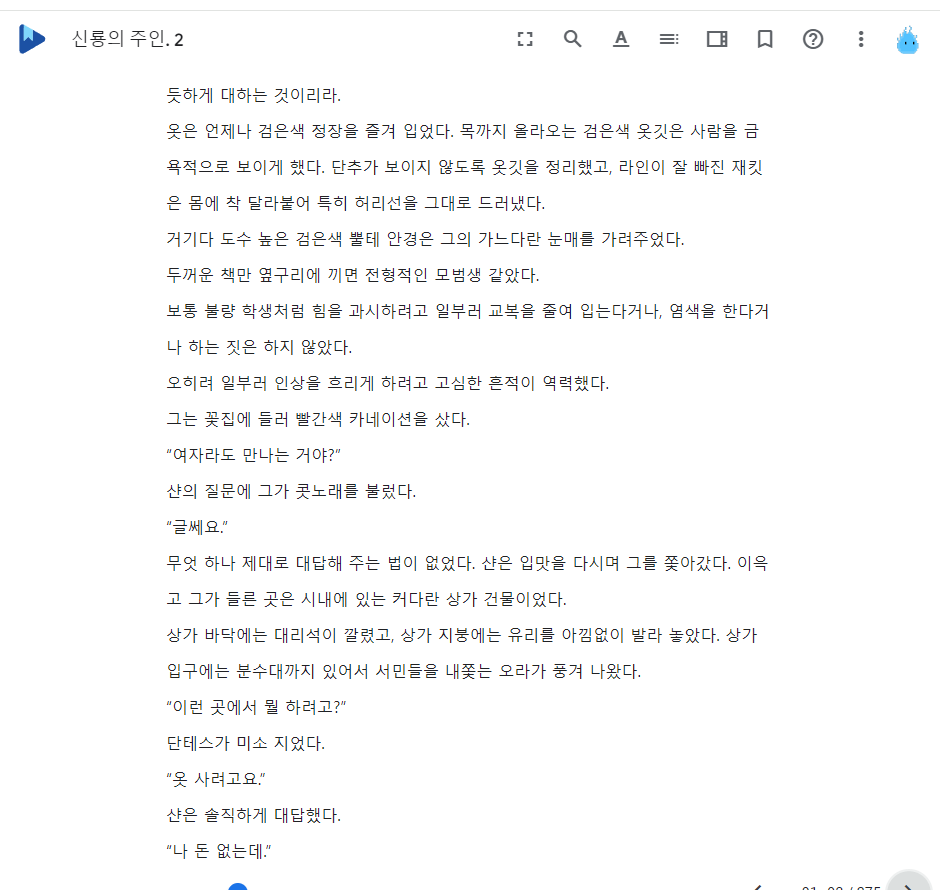 신룡의 주인. 2
듯하게 대하는 것이리라.
옷은 언제나 검은색 정장을 즐겨 입었다. 목까지 올라오는 검은색 옷깃은 사람을 금
욕적으로 보이게 했다. 단추가 보이지 않도록 옷깃을 정리했고, 라인이 잘 빠진 재킷
은 몸에 착 달라붙어 특히 허리선을 그대로 드러냈다.
거기다 도수 높은 검은색 뿔테 안경은 그의 가느다란 눈매를 가려주었다.
두꺼운 책만 옆구리에 끼면 전형적인 모범생 같았다.
보통 불량 학생처럼 힘을 과시하려고 일부러 교복을 줄여 입는다거나, 염색을 한다거
나 하는 짓은 하지 않았다.
오히려 일부러 인상을 흐리게 하려고 고심한 흔적이 역력했다.
그는 꽃집에 들러 빨간색 카네이션을 샀다.
“여자라도 만나는 거야?”
샨의 질문에 그가 콧노래를 불렀다.
“글쎄요.”
무엇 하나 제대로 대답해 주는 법이 없었다. 샨은 입맛을 다시며 그를 쫓아갔다. 이윽
고 그가 들른 곳은 시내에 있는 커다란 상가 건물이었다.
상가 바닥에는 대리석이 깔렸고, 상가 지붕에는 유리를 아낌없이 발라 놓았다. 상가
입구에는 분수대까지 있어서 서민들을 내쫓는 오라가 풍겨 나왔다.
“이런 곳에서 뭘 하려고?”
단테스가 미소 지었다.
“옷 사려고요.”
샨은 솔직하게 대답했다.
“나 돈 없는데.”